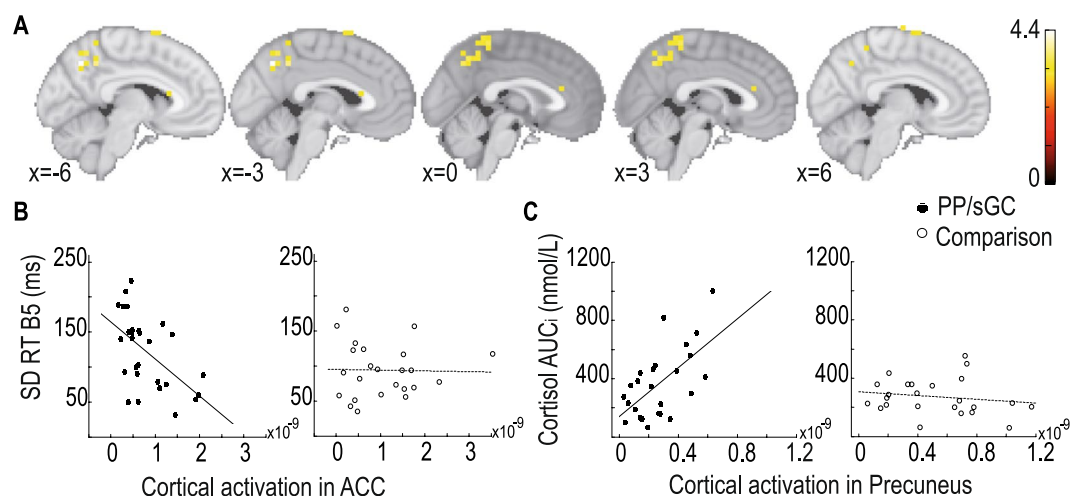 A
4.4
0
x=-6 x=-3 x=0 x=3 x=6
PP/sGC
Comparison
B
SD RT B5 (ms)
250
150
50
0 1 2 3
x10⁻⁹
250
150
50
0 1 2 3
x10⁻⁹
Cortical activation in ACC
C
Cortisol AUCi (nmol/L)
1200
800
400
0 0.4 0.8 1.2
x10⁻⁹
1200
800
400
0 0.4 0.8 1.2
x10⁻⁹
Cortical activation in Precuneus